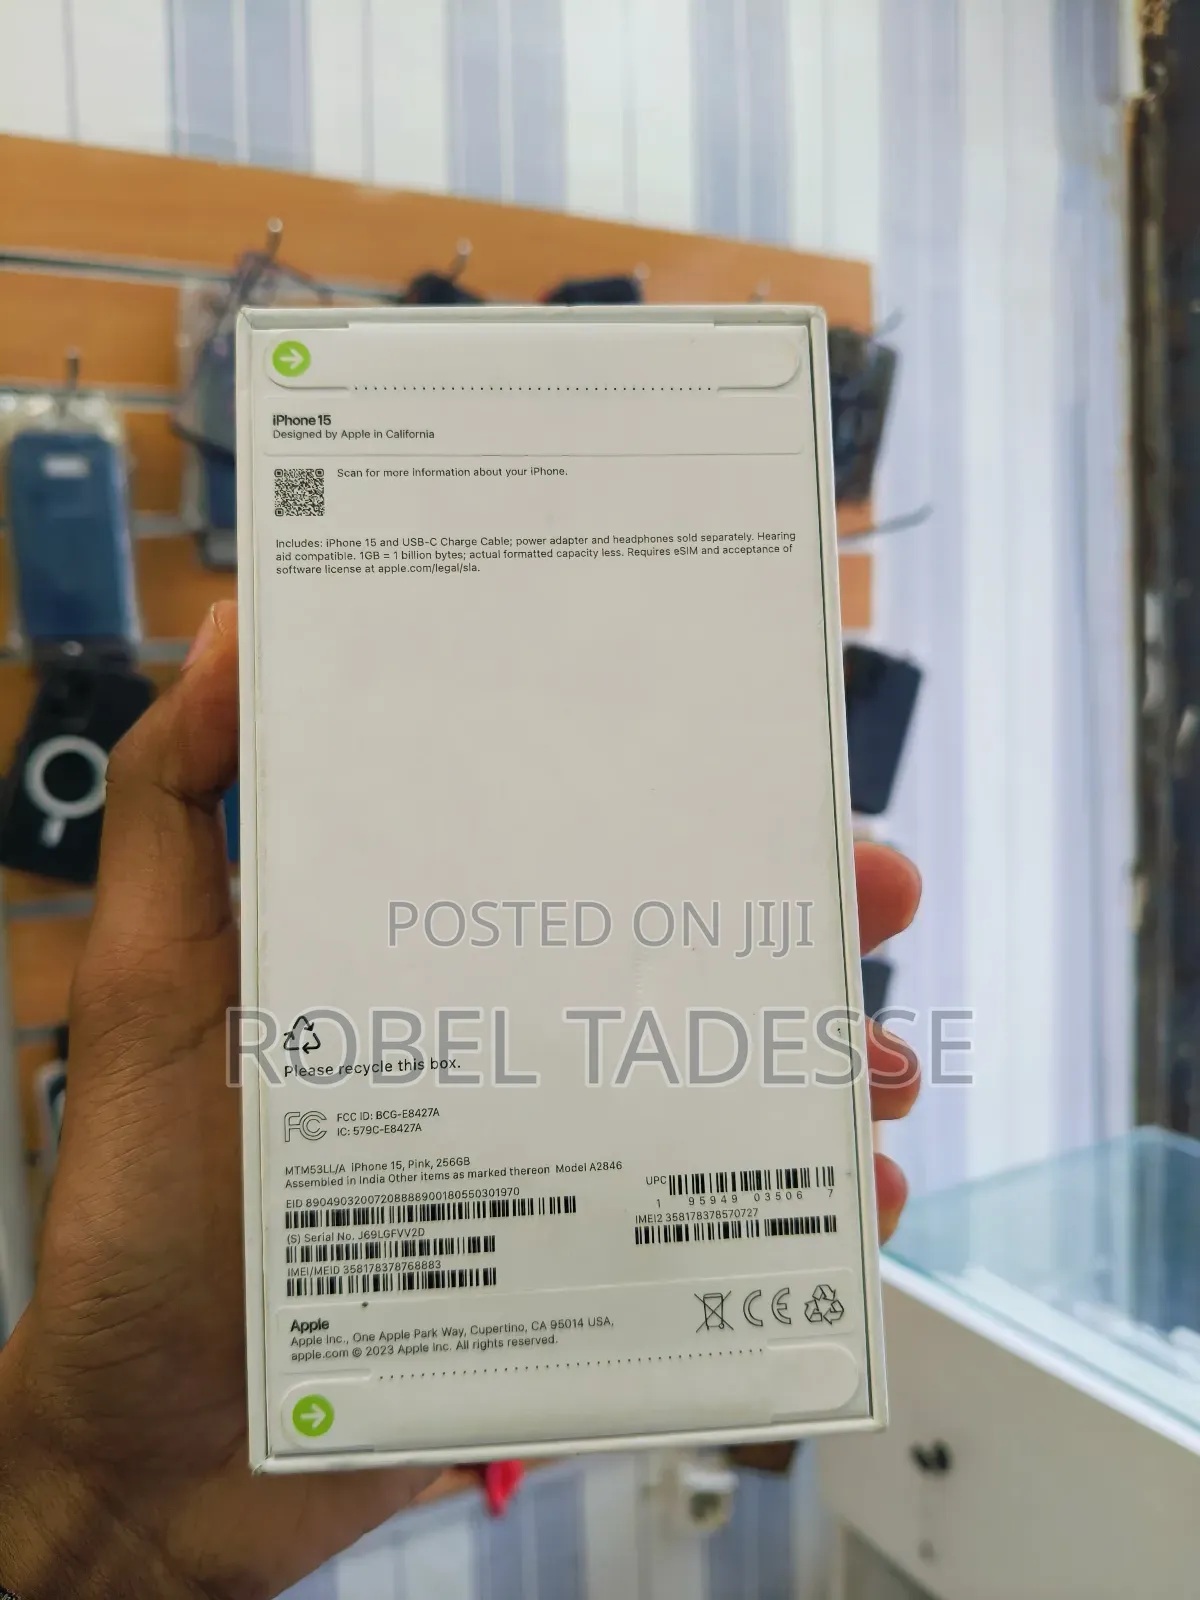 iPhone 15
Designed by Apple in California
Scan for more information about your iPhone.
Includes: iPhone 15 and USB-C Charge Cable; power adapter and headphones sold separately. Hearing
aid compatible. 1GB = 1 billion bytes; actual formatted capacity less. Requires eSIM and acceptance of
software license at apple.com/legal/sla.
POSTED ON JIJI
ROBEL TADESSE
Please recycle this box.
FC
FCC ID: BCG-E8427A
IC: 579C-E8427A
MTM53LL/A iPhone 15, Pink, 256GB
Assembled in India Other items as marked thereon Model A2846
EID 89049032007208888900180550301970
UPC
1 95949 03506 7
(S) Serial No. J69LGFVV2D
IMEI2 358178378570727
IMEI/MEID 358178378768883
Apple
Apple Inc., One Apple Park Way, Cupertino, CA 95014 USA.
apple.com © 2023 Apple Inc. All rights reserved.
CE